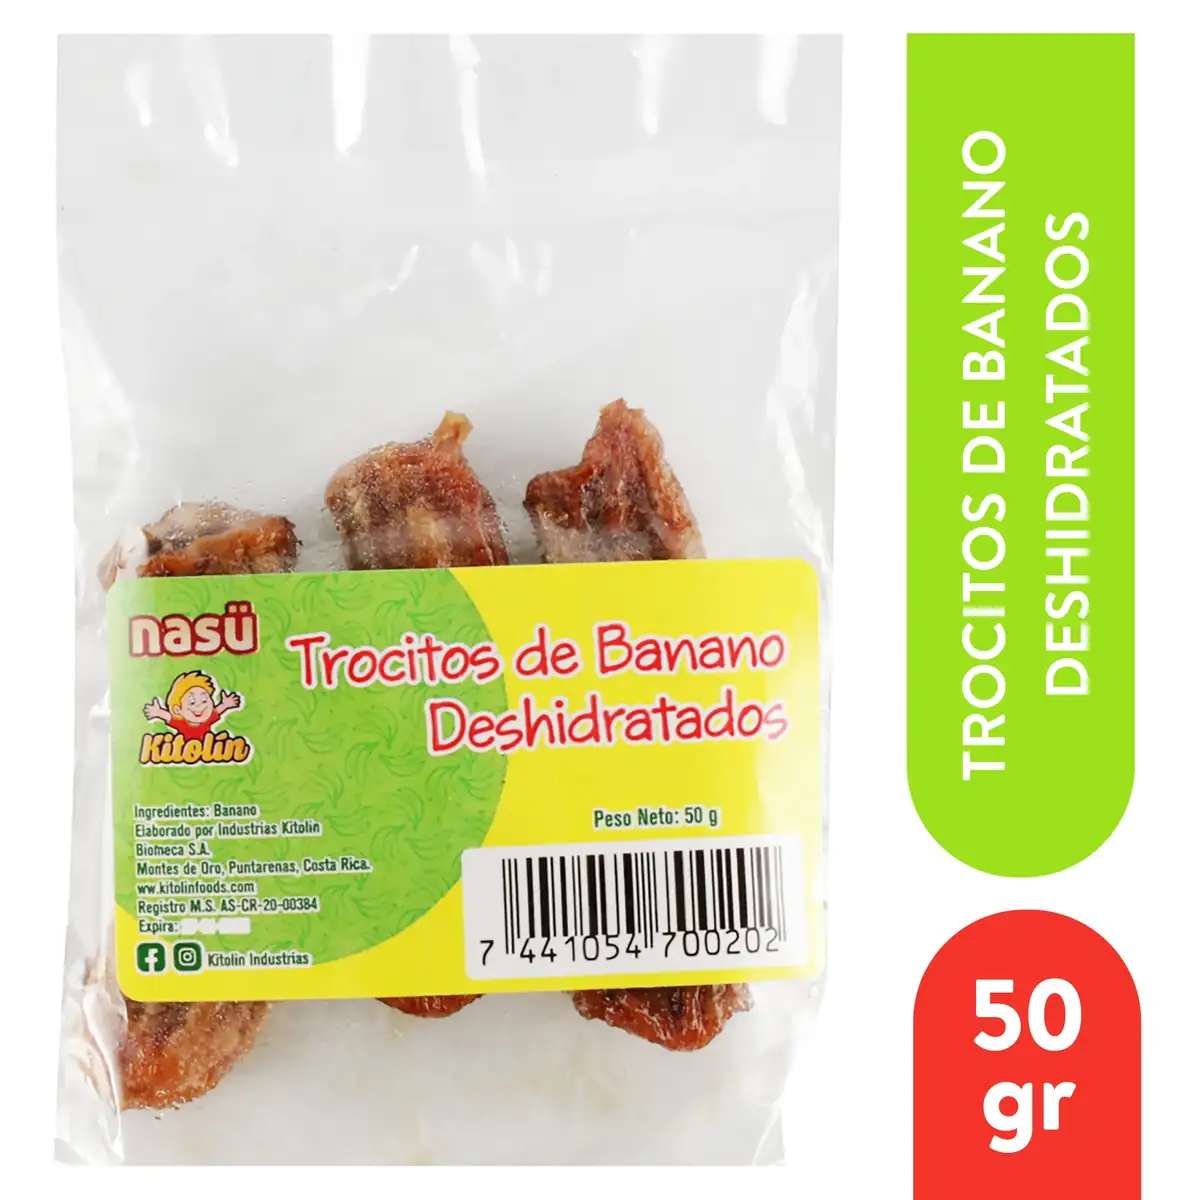 nasü
Kitolín
Trocitos de Banano
Deshidratados
Ingredientes: Banano
Elaborado por Industrias Kitolin
Biomeca S.A.
Montes de Oro, Puntarenas, Costa Rica.
ww.kitolinfoods.com
Registro M.S. AS-CR-20-00384
Expira:
Kitolin Industrias
Peso Neto: 50 g
7 441054 700202
TROCITOS DE BANANO
DESHIDRATADOS
50
gr